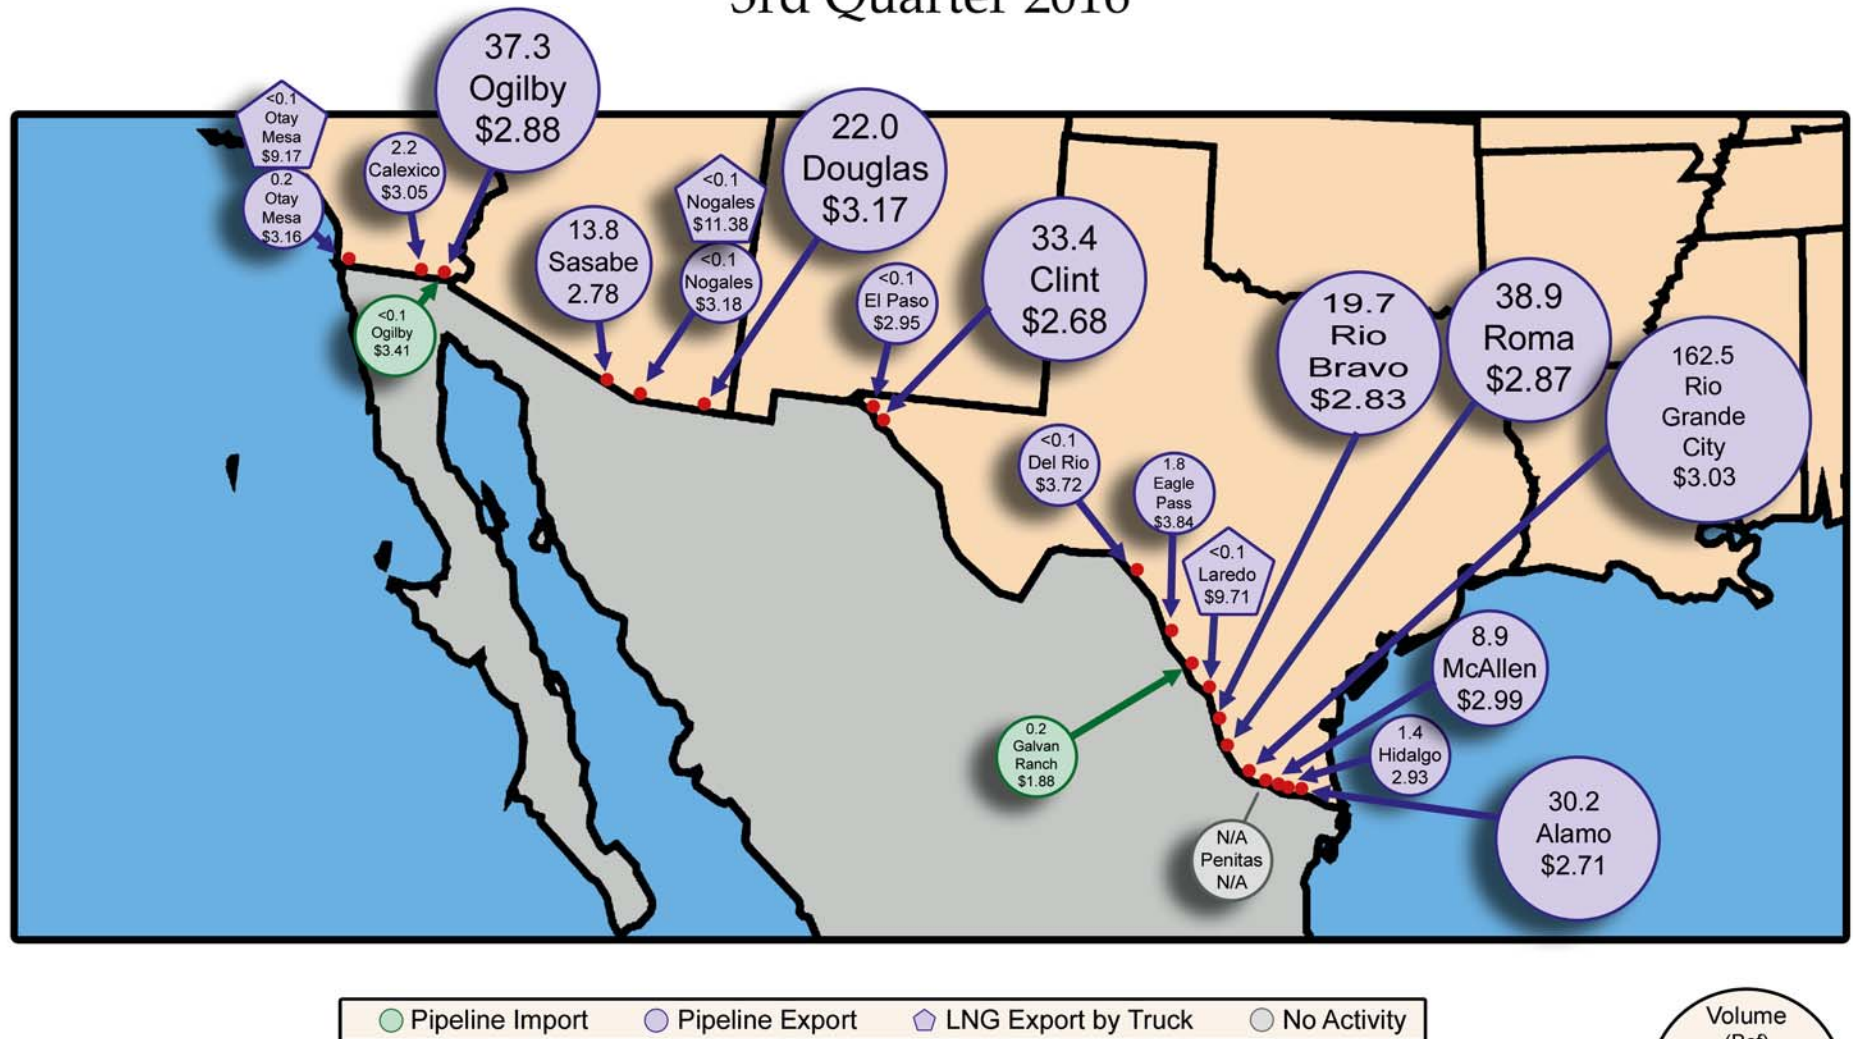 3rd Quarter 2016
37.3
Ogilby
$2.88
<0.1
Otay
Mesa
$9.17
0.2
Otay
Mesa
$3.16
2.2
Calexico
$3.05
<0.1
Ogilby
$3.41
13.8
Sasabe
2.78
<0.1
Nogales
$11.38
<0.1
Nogales
$3.18
22.0
Douglas
$3.17
<0.1
El Paso
$2.95
33.4
Clint
$2.68
19.7
Rio
Bravo
$2.83
38.9
Roma
$2.87
162.5
Rio
Grande
City
$3.03
<0.1
Del Rio
$3.72
1.8
Eagle
Pass
$3.84
<0.1
Laredo
$9.71
0.2
Galvan
Ranch
$1.88
8.9
McAllen
$2.99
1.4
Hidalgo
2.93
30.2
Alamo
$2.71
N/A
Penitas
N/A
Pipeline Import
Pipeline Export
LNG Export by Truck
No Activity
Volume
(Bcf)